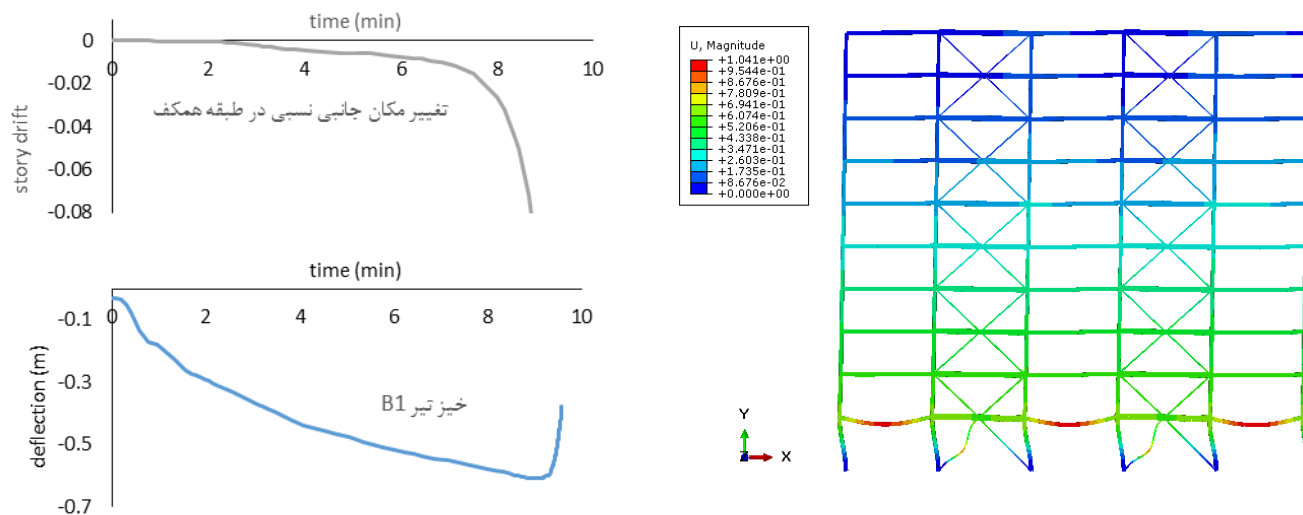 time (min)
0
0 2 4 6 8 10
-0.02
-0.04
-0.06
-0.08
story drift
تغییر مکان جانبی نسبی در طبقه همکف
time (min)
0 2 4 6 8 10
-0.1
-0.3
-0.5
-0.7
deflection (m)
خیز تیر B1
U, Magnitude
+1.041e+00
+9.544e-01
+8.676e-01
+7.809e-01
+6.941e-01
+6.074e-01
+5.206e-01
+4.338e-01
+3.471e-01
+2.603e-01
+1.735e-01
+8.676e-02
+0.000e+00
Y
Z
X